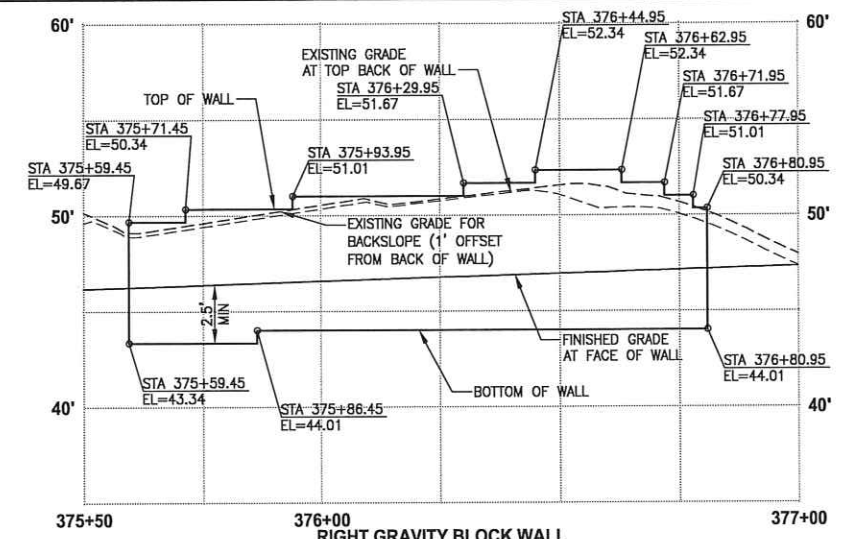 60'
STA 376+44.95
EL=52.34
60'
EXISTING GRADE
AT TOP BACK OF WALL
STA 376+62.95
EL=52.34
STA 376+29.95
EL=51.67
STA 376+71.95
EL=51.67
TOP OF WALL
STA 376+77.95
EL=51.01
STA 375+71.45
EL=50.34
STA 375+93.95
EL=51.01
STA 376+80.95
EL=50.34
STA 375+59.45
EL=49.67
50'
50'
EXISTING GRADE FOR
BACKSLOPE (1' OFFSET
FROM BACK OF WALL)
2.5'
MIN
FINISHED GRADE
AT FACE OF WALL
STA 376+80.95
EL=44.01
STA 375+59.45
EL=43.34
BOTTOM OF WALL
40'
STA 375+86.45
EL=44.01
40'
375+50
376+00
377+00
RIGHT GRAVITY BLOCK WALL